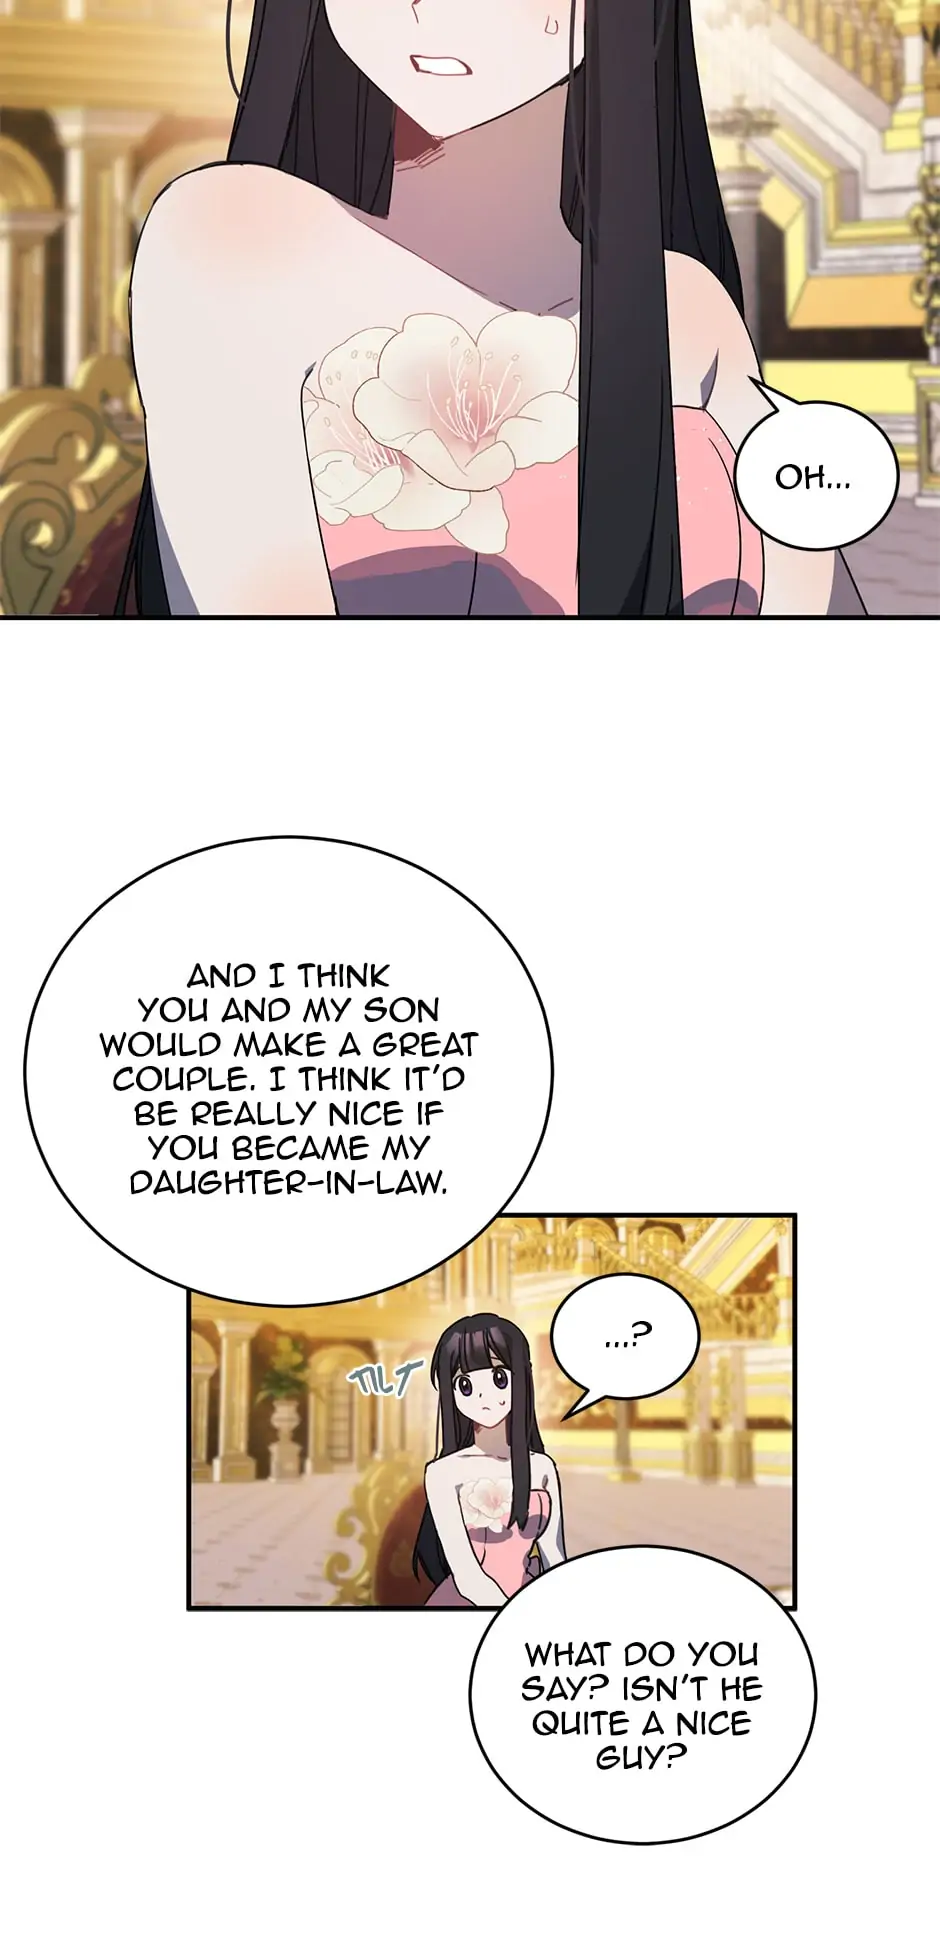 OH...
AND I THINK
YOU AND MY SON
WOULD MAKE A GREAT
COUPLE. I THINK IT'D
BE REALLY NICE IF
YOU BECAME MY
DAUGHTER-IN-LAW.
...?
TILT
WHAT DO YOU
SAY? ISN'T HE
QUITE A NICE
GUY?